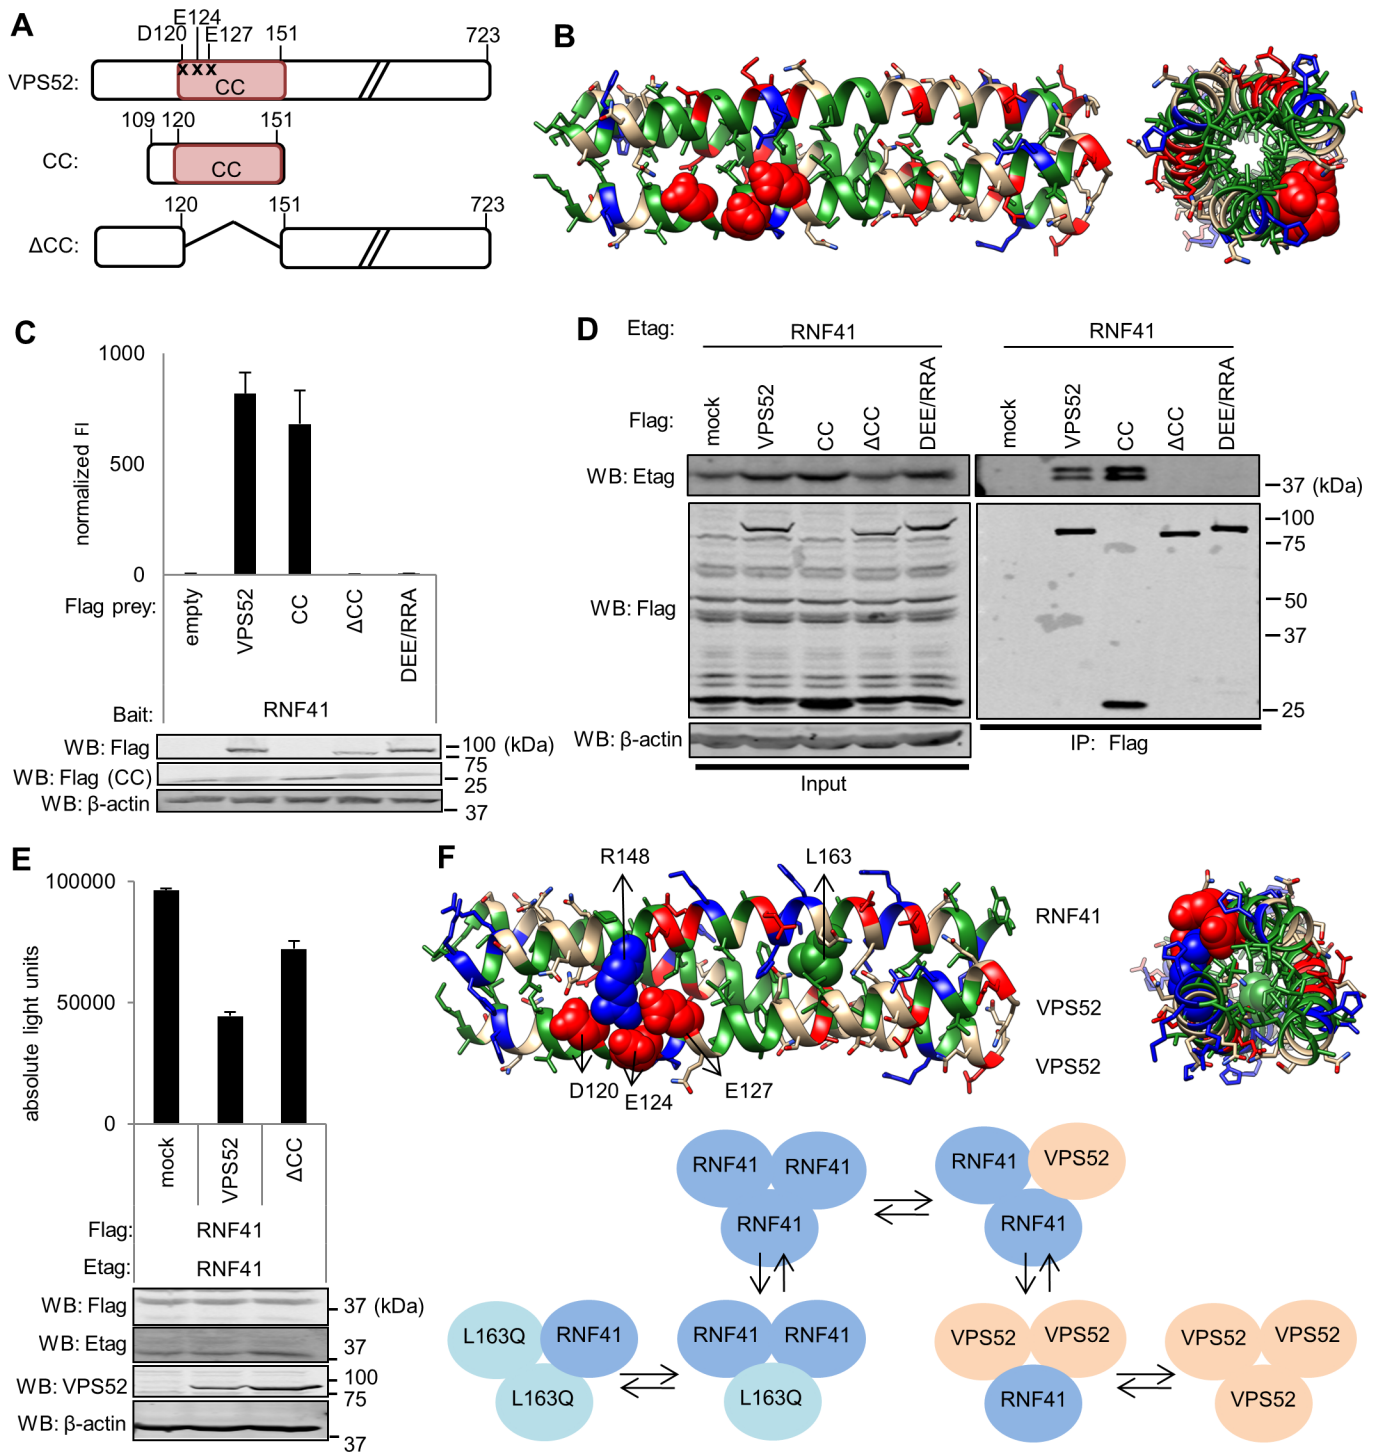 A
E124
D120 E127 151 723
VPS52:
x x x
CC
109 120 151
CC:
CC
120 151 723
ΔCC:
B
C
1000
500
0
normalized FI
Flag prey:
empty
VPS52
CC
ΔCC
DEE/RRA
Bait:
RNF41
WB: Flag
100 (kDa)
75
WB: Flag (CC)
25
WB: β-actin
37
D
Etag:
RNF41
RNF41
Flag:
mock
VPS52
CC
ΔCC
DEE/RRA
mock
VPS52
CC
ΔCC
DEE/RRA
WB: Etag
37 (kDa)
100
75
WB: Flag
50
37
25
WB: β-actin
Input
IP: Flag
E
100000
50000
0
absolute light units
mock
VPS52
ΔCC
Flag:
RNF41
Etag:
RNF41
WB: Flag
37 (kDa)
WB: Etag
37
WB: VPS52
100
75
WB: β-actin
37
F
R148
L163
RNF41
VPS52
VPS52
D120
E124
E127
RNF41
RNF41
RNF41
RNF41
VPS52
RNF41
L163Q
RNF41
L163Q
RNF41
RNF41
L163Q
VPS52
VPS52
RNF41
VPS52
VPS52
VPS52